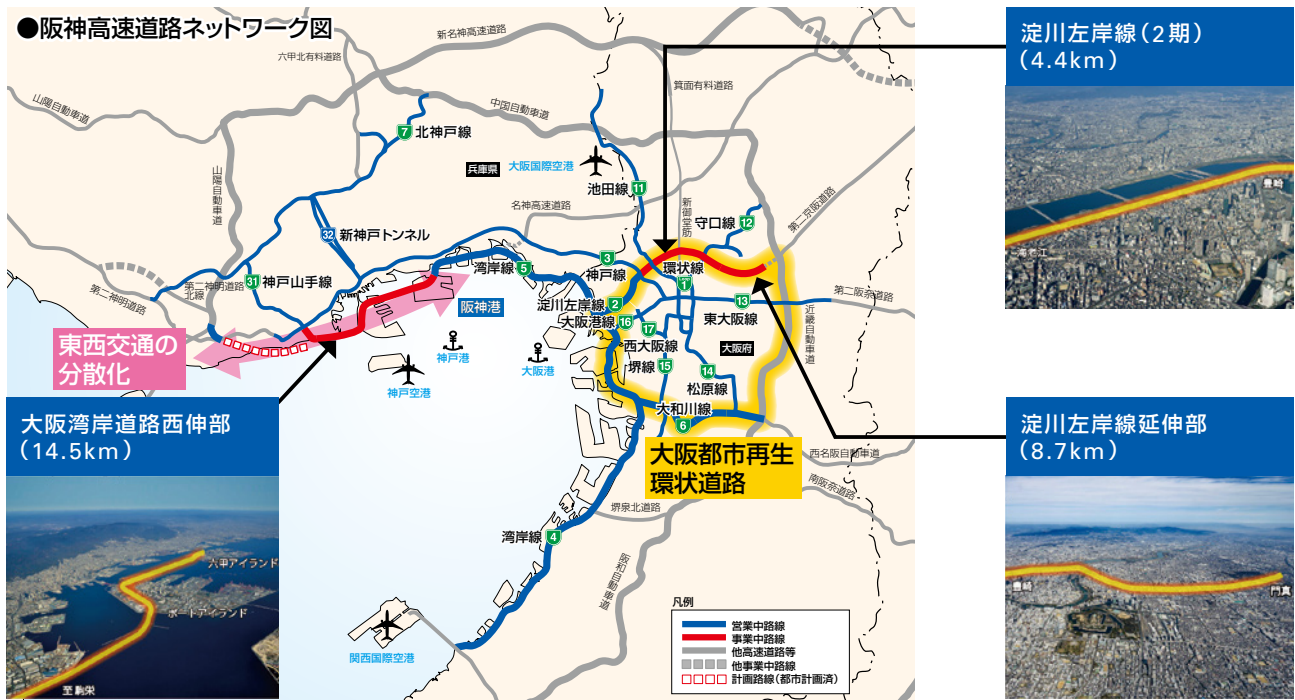 ●阪神高速道路ネットワーク図
新名神高速道路
六甲北有料道路
山陽自動車道
中国自動車道
箕面有料道路
7
北神戸線
兵庫県
大阪国際空港
池田線
11
山陽自動車道
名神高速道路
新御堂筋
守口線
12
第二京阪道路
32
新神戸トンネル
湾岸線
5
3
神戸線
環状線
1
31
神戸山手線
第二神明道路
北線
第二神明道路
阪神港
淀川左岸線
2
大阪港線
16
13
東大阪線
第二阪奈道路
17
西大阪線
大阪府
近畿自動車道
堺線
15
14
松原線
神戸港
大阪港
神戸空港
東西交通の
分散化
大和川線
6
大阪都市再生
環状道路
西名阪自動車道
南阪奈道路
堺泉北道路
湾岸線
4
阪和自動車道
関西国際空港
凡例
営業中路線
事業中路線
他高速道路等
他事業中路線
計画路線(都市計画済)
淀川左岸線(2期)
(4.4km)
豊崎
大阪湾岸道路西伸部
(14.5km)
六甲アイランド
ポートアイランド
至 駒栄
淀川左岸線延伸部
(8.7km)
豊崎
門真